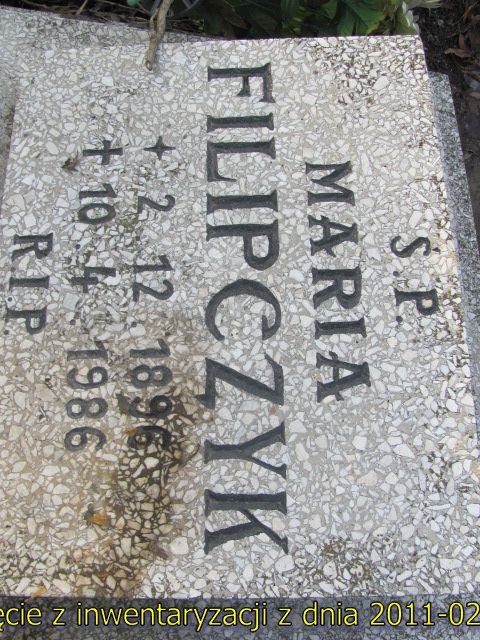 Ś.P.
MARIA
FILIPCZYK
* 2 12 1896
+ 10 4 1986
R.I.P.
ęcie z inwentaryzacji z dnia 2011-02